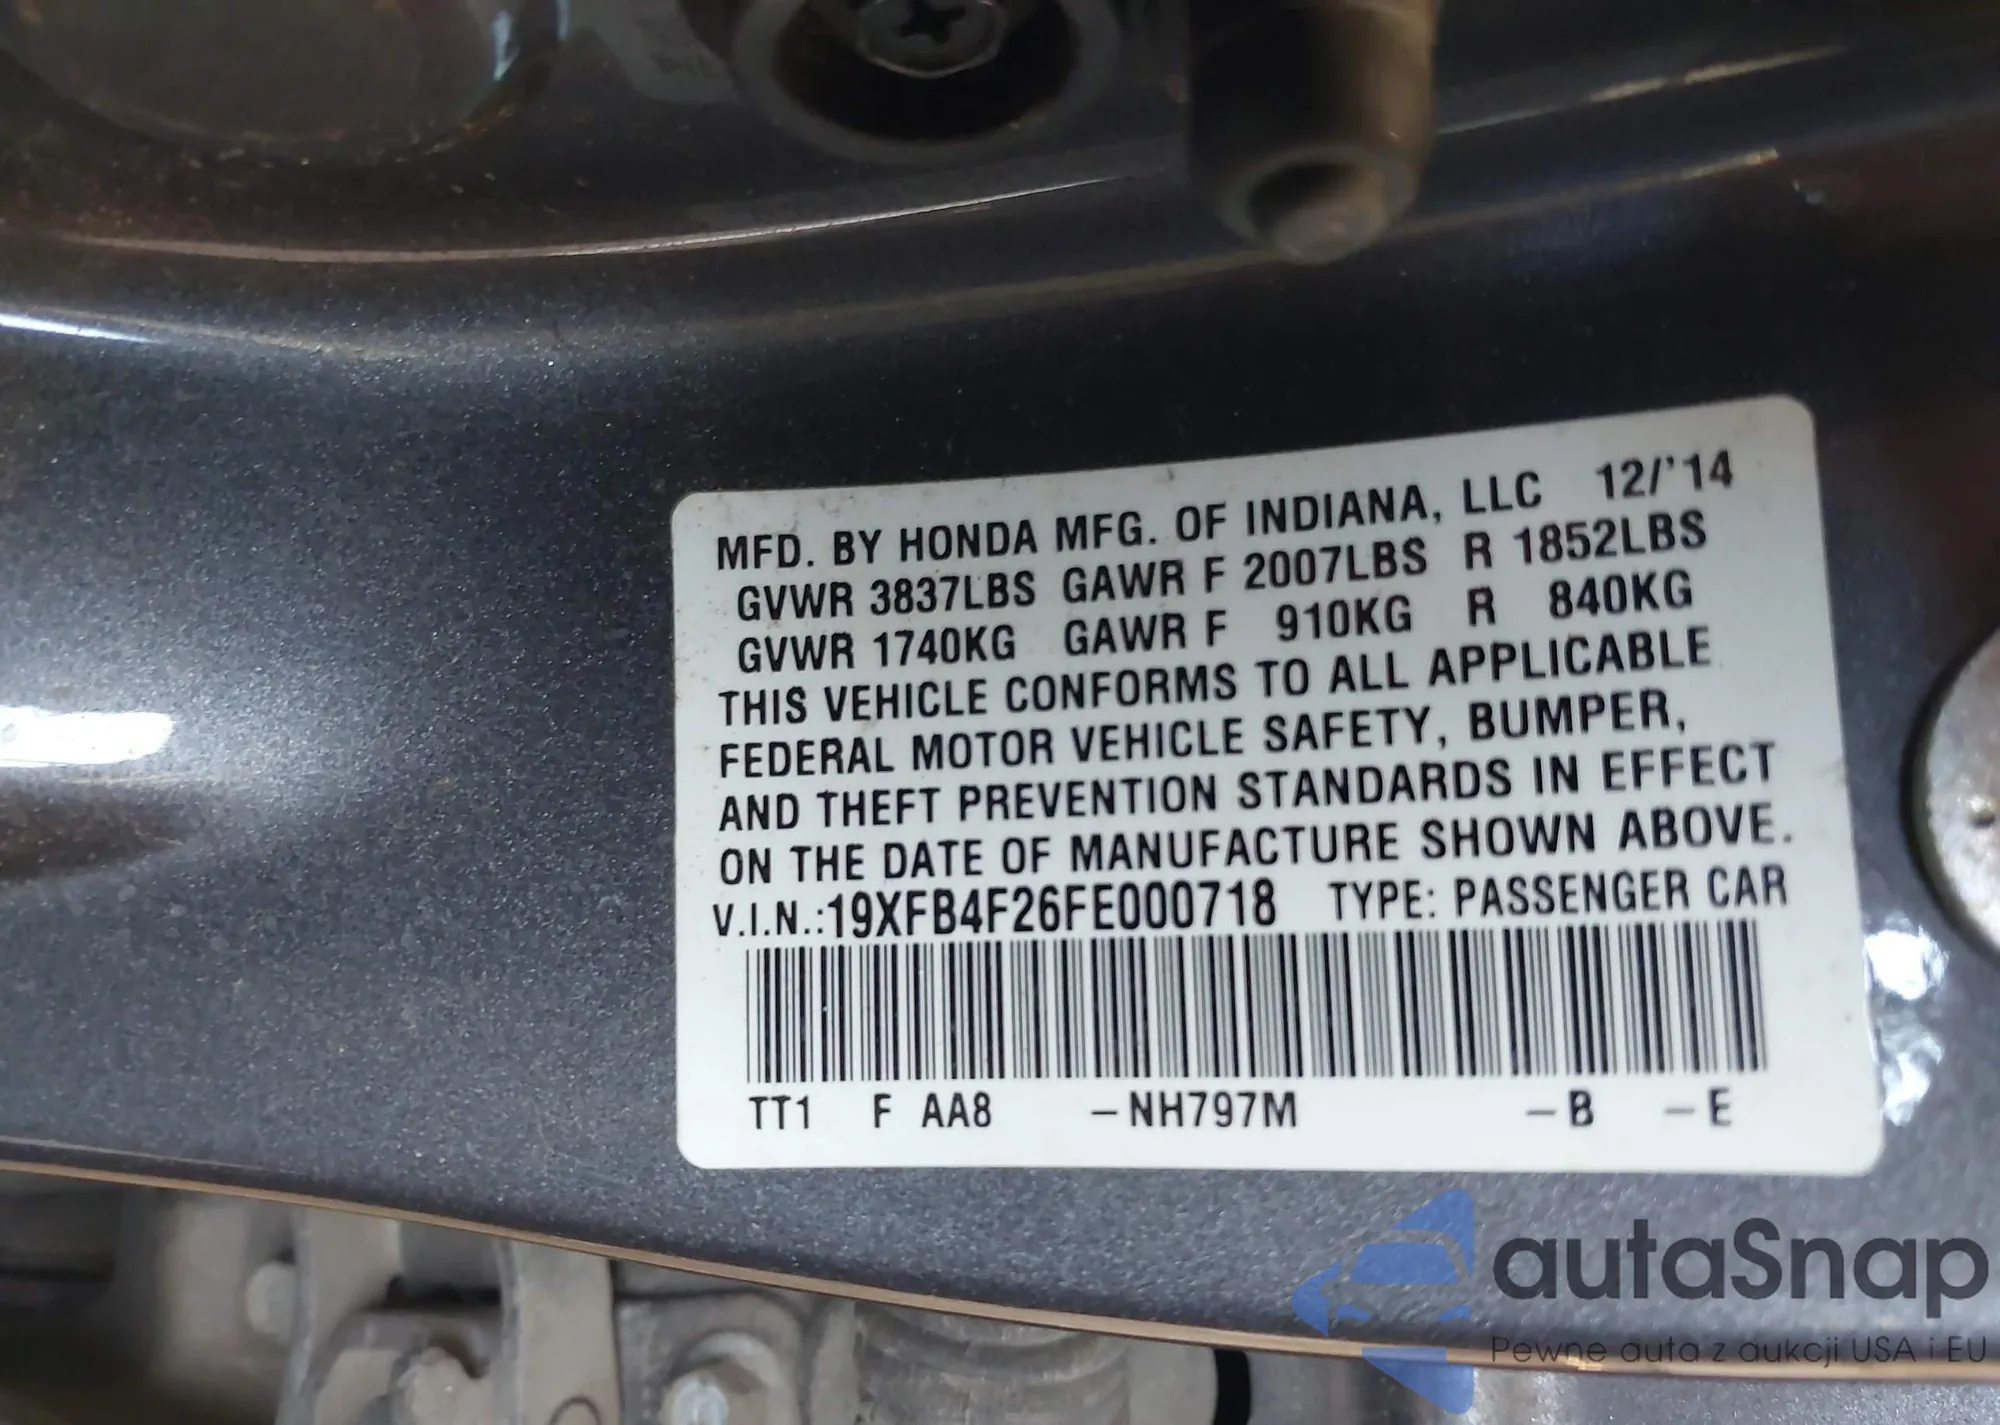 MFD. BY HONDA MFG. OF INDIANA, LLC 12/'14
GVWR 3837LBS GAWR F 2007LBS R 1852LBS
GVWR 1740KG GAWR F 910KG R 840KG
THIS VEHICLE CONFORMS TO ALL APPLICABLE
FEDERAL MOTOR VEHICLE SAFETY, BUMPER,
AND THEFT PREVENTION STANDARDS IN EFFECT
ON THE DATE OF MANUFACTURE SHOWN ABOVE.
V.I.N.:19XFB4F26FE000718 TYPE: PASSENGER CAR
TT1 F AA8 -NH797M -B -E
autaSnap
Pewne auta z aukcji USA i EU